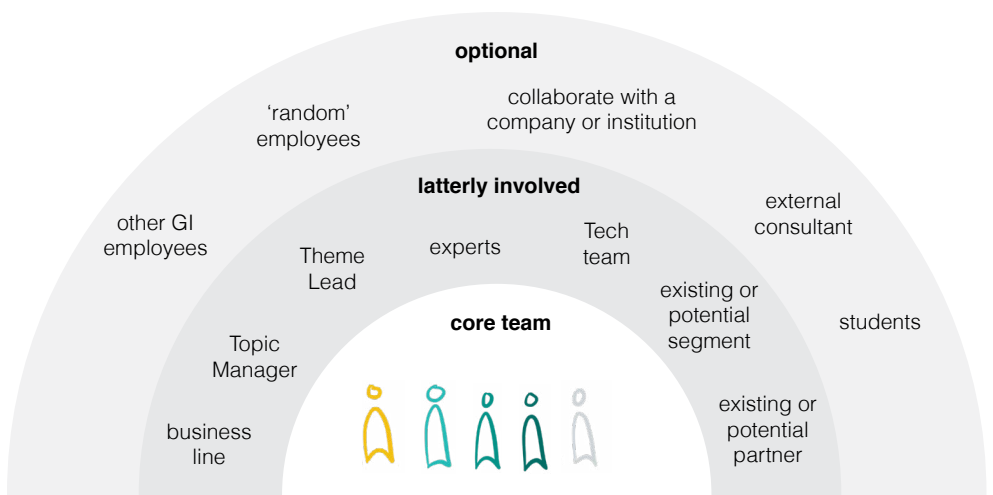 optional
'random'
employees
collaborate with a
company or institution
other GI
employees
external
consultant
students
latterly involved
business
line
Topic
Manager
Theme
Lead
experts
Tech
team
existing or
potential
segment
existing or
potential
partner
core team